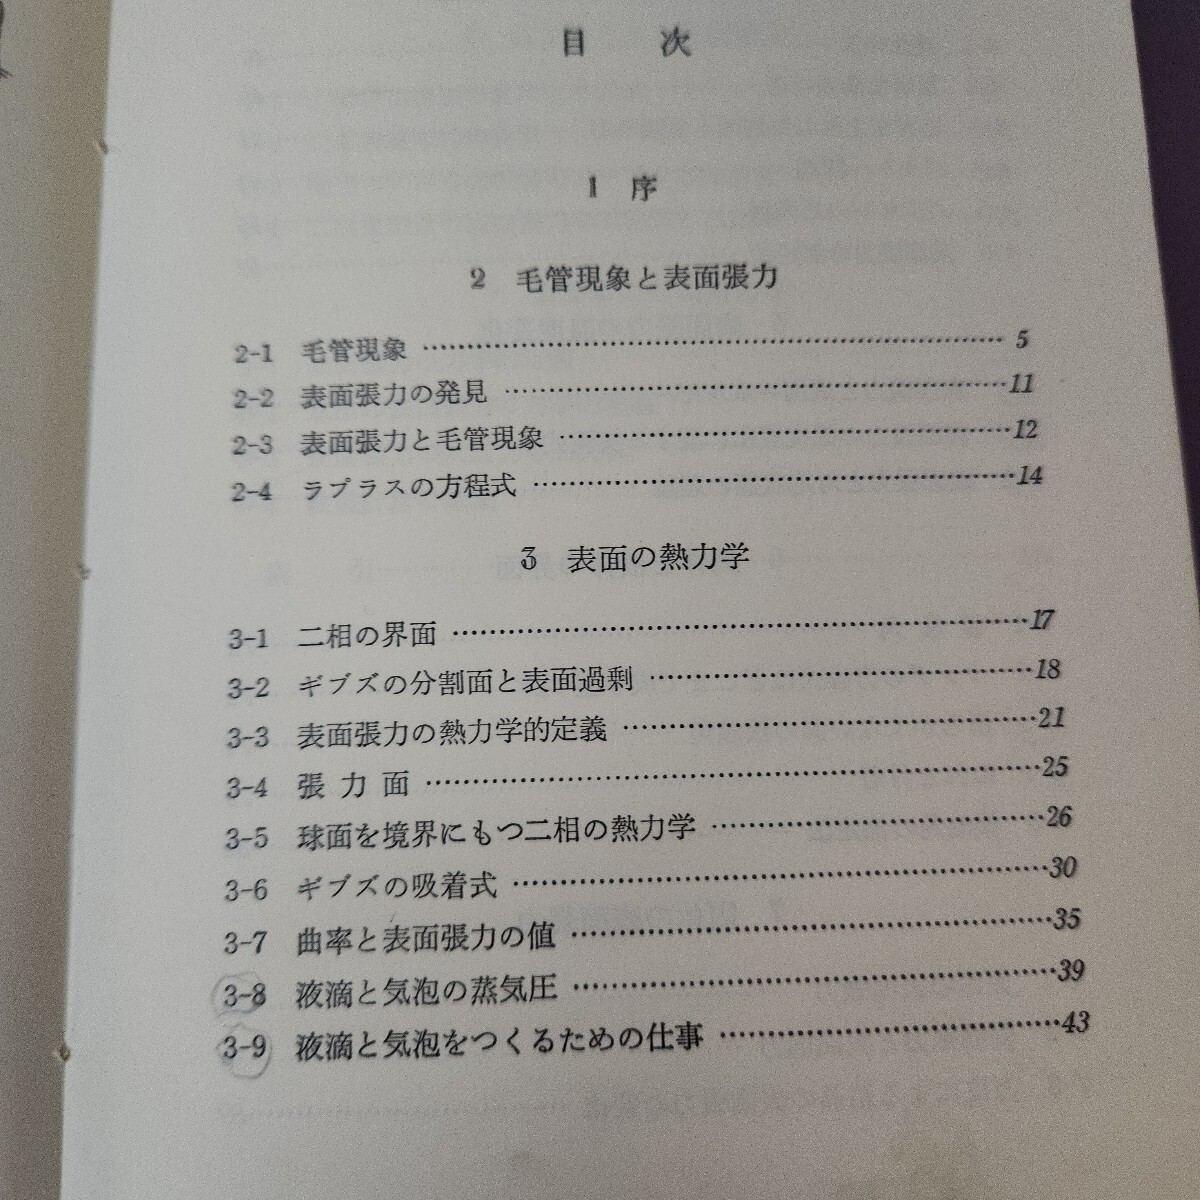 目 次
1 序
2 毛管現象と表面張力
2-1 毛管現象 …………… 5
2-2 表面張力の発見 …………… 11
2-3 表面張力と毛管現象 …………… 12
2-4 ラプラスの方程式 …………… 14
3 表面の熱力学
3-1 二相の界面 …………… 17
3-2 ギブズの分割面と表面過剰 …………… 18
3-3 表面張力の熱力学的定義 …………… 21
3-4 張 力 面 …………… 25
3-5 球面を境界にもつ二相の熱力学 …………… 26
3-6 ギブズの吸着式 …………… 30
3-7 曲率と表面張力の値 …………… 35
3-8 液滴と気泡の蒸気圧 …………… 39
3-9 液滴と気泡をつくるための仕事 …………… 43